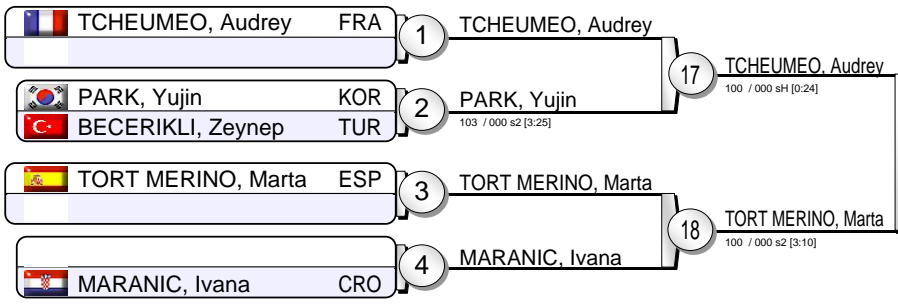 TCHEUMEO, Audrey FRA
1
TCHEUMEO, Audrey
17
TCHEUMEO, Audrey
100 / 000 sH [0:24]
PARK, Yujin KOR
BECERIKLI, Zeynep TUR
2
PARK, Yujin
103 / 000 s2 [3:25]
TORT MERINO, Marta ESP
3
TORT MERINO, Marta
18
TORT MERINO, Marta
100 / 000 s2 [3:10]
MARANIC, Ivana CRO
4
MARANIC, Ivana